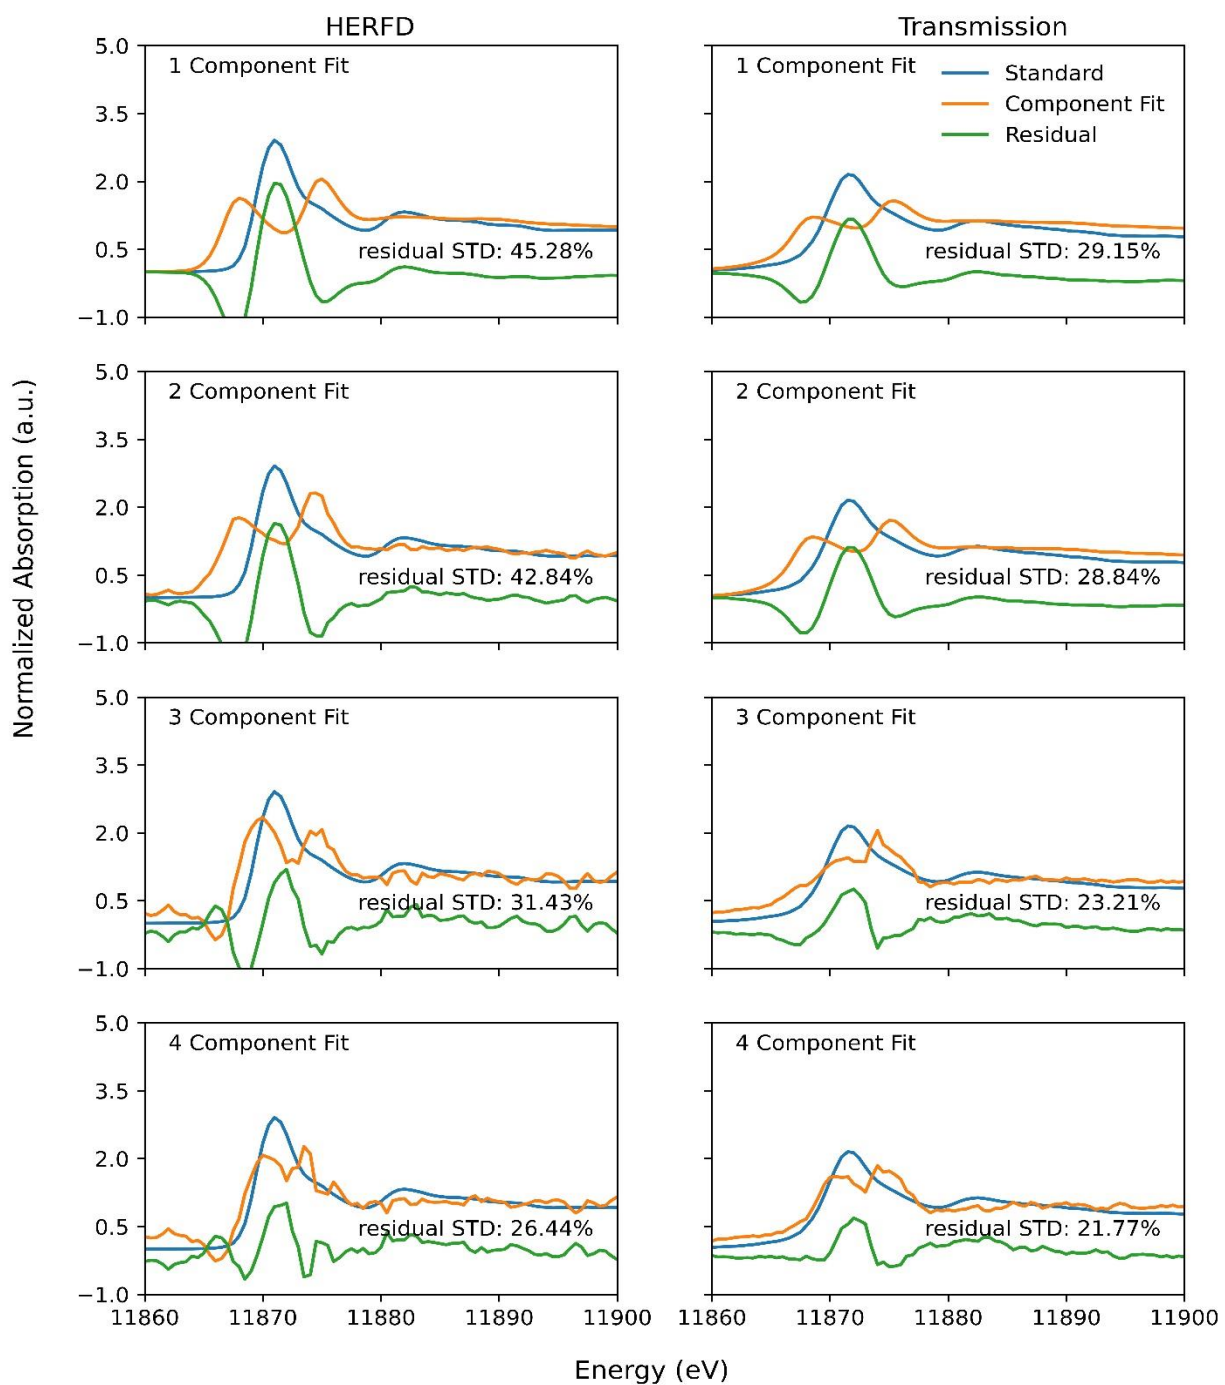 HERFD
Transmission
5.0
3.5
2.0
0.5
−1.0
1 Component Fit
residual STD: 45.28%
1 Component Fit
Standard
Component Fit
Residual
residual STD: 29.15%
5.0
3.5
2.0
0.5
−1.0
2 Component Fit
residual STD: 42.84%
2 Component Fit
residual STD: 28.84%
Normalized Absorption (a.u.)
5.0
3.5
2.0
0.5
−1.0
3 Component Fit
residual STD: 31.43%
3 Component Fit
residual STD: 23.21%
5.0
3.5
2.0
0.5
−1.0
4 Component Fit
residual STD: 26.44%
4 Component Fit
residual STD: 21.77%
11860 11870 11880 11890 11900
11860 11870 11880 11890 11900
Energy (eV)